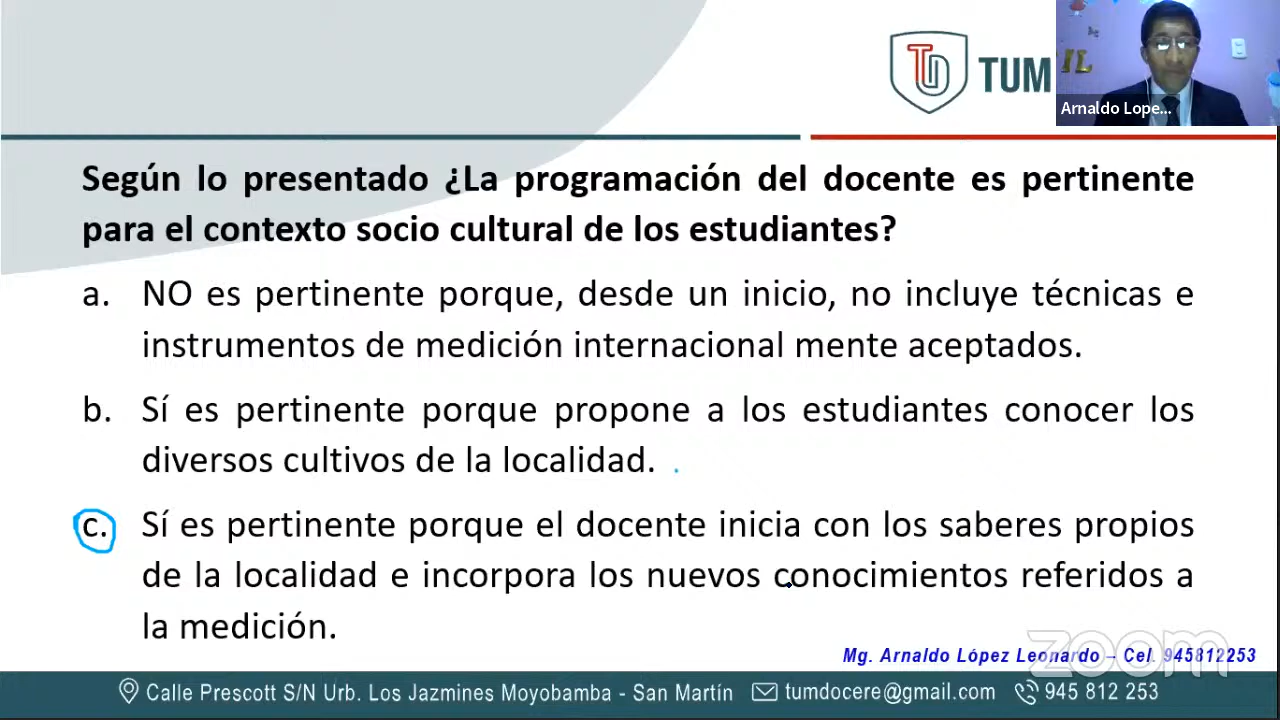 TD TUM
IL
Arnaldo Lope...
Según lo presentado ¿La programación del docente es pertinente
para el contexto socio cultural de los estudiantes?
a. NO es pertinente porque, desde un inicio, no incluye técnicas e
instrumentos de medición internacional mente aceptados.
b. Sí es pertinente porque propone a los estudiantes conocer los
diversos cultivos de la localidad.
c. Sí es pertinente porque el docente inicia con los saberes propios
de la localidad e incorpora los nuevos conocimientos referidos a
la medición.
zoom
Mg. Arnaldo López Leonardo – Cel. 945812253
Calle Prescott S/N Urb. Los Jazmines Moyobamba - San Martín tumdocere@gmail.com 945 812 253